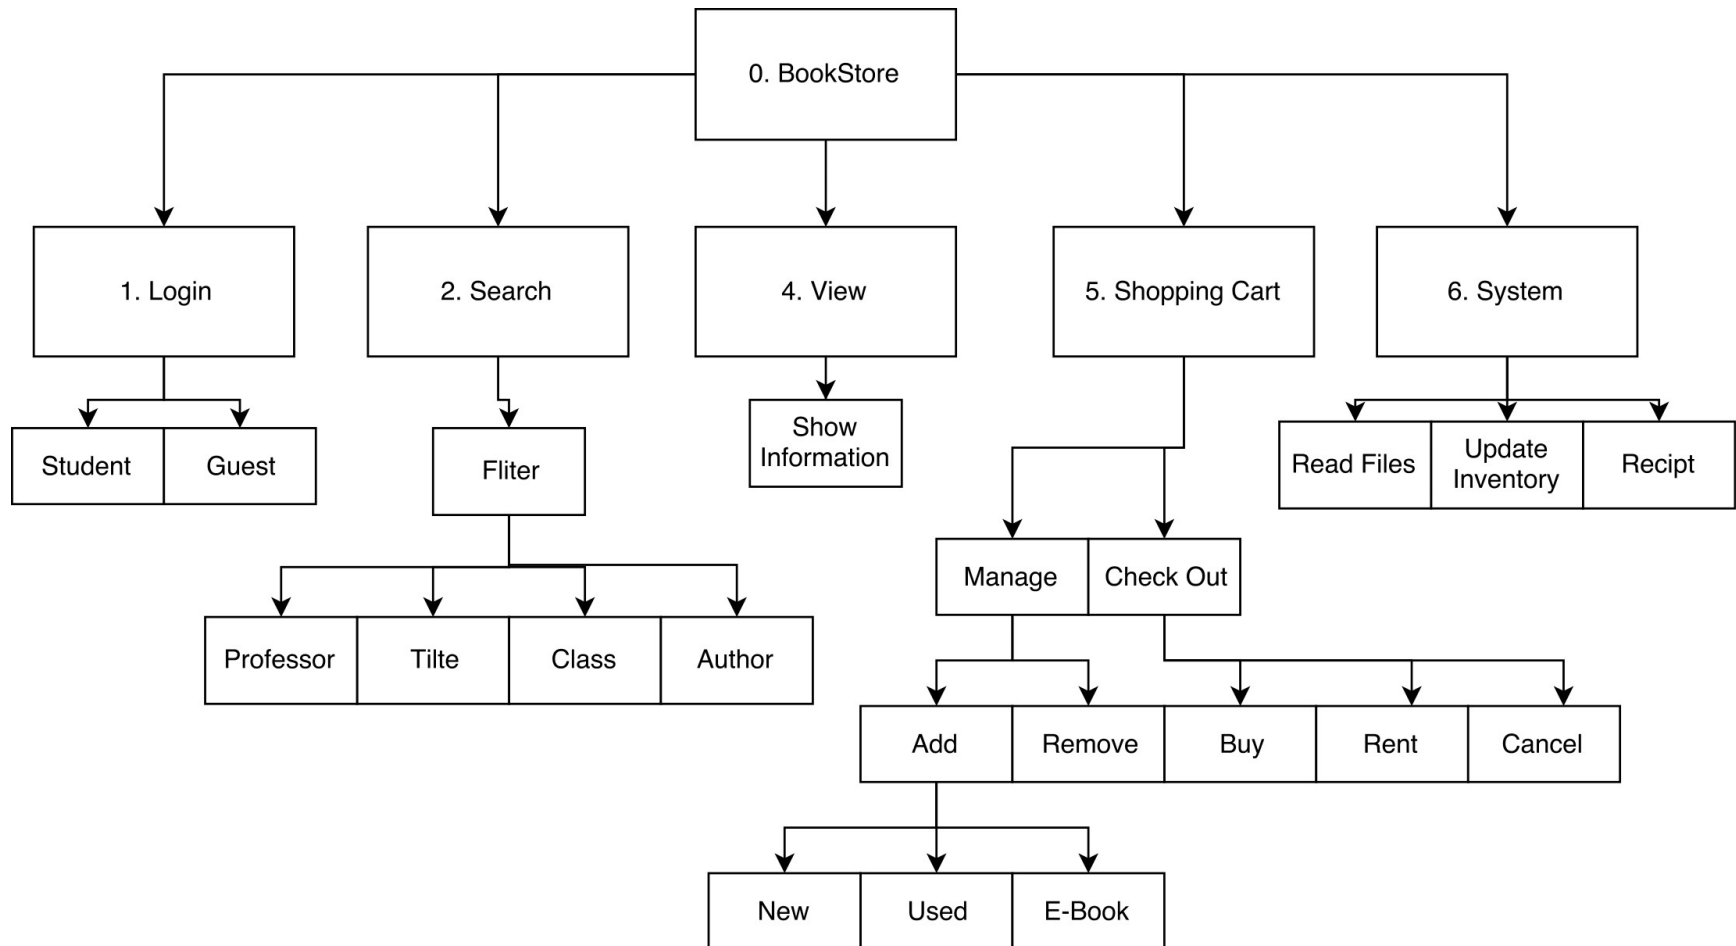 0. BookStore
1. Login
2. Search
4. View
5. Shopping Cart
6. System
Student
Guest
Fliter
Show
Information
Read Files
Update
Inventory
Recipt
Manage
Check Out
Professor
Tilte
Class
Author
Add
Remove
Buy
Rent
Cancel
New
Used
E-Book